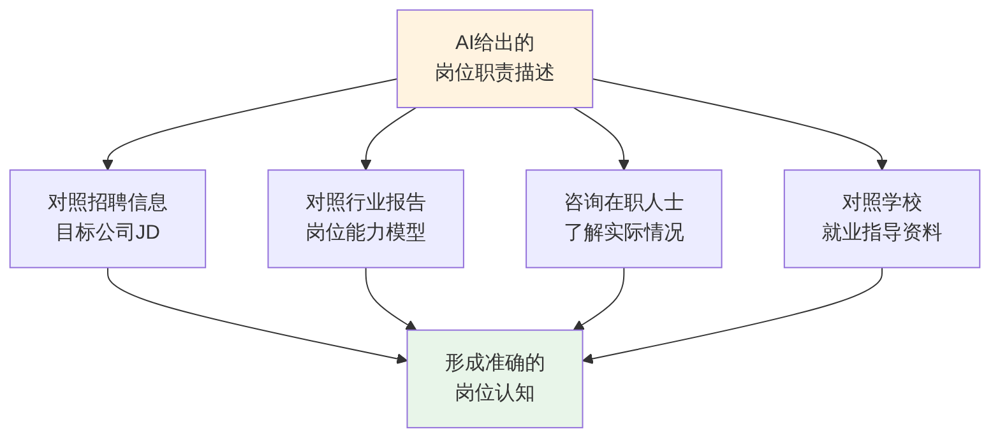 AI给出的
岗位职责描述
对照招聘信息
目标公司JD
对照行业报告
岗位能力模型
咨询在职人士
了解实际情况
对照学校
就业指导资料
形成准确的
岗位认知